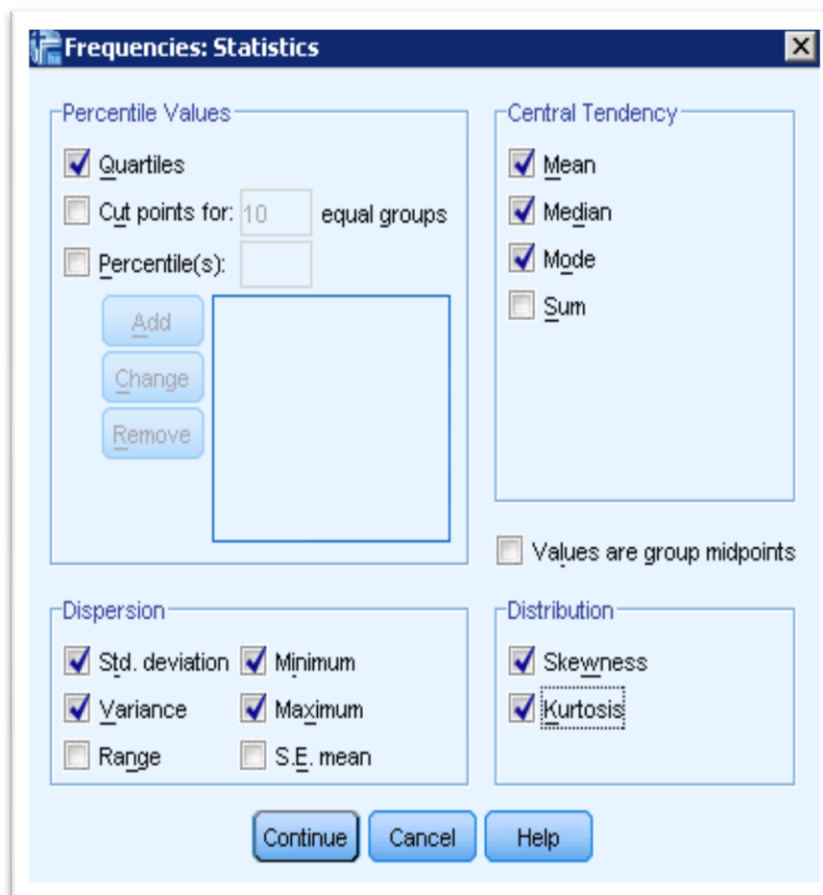 Frequencies: Statistics
Percentile Values
Quartiles
Cut points for: 10 equal groups
Percentile(s):
Add
Change
Remove
Central Tendency
Mean
Median
Mode
Sum
Values are group midpoints
Dispersion
Std. deviation Minimum
Variance Maximum
Range S.E. mean
Distribution
Skewness
Kurtosis
Continue Cancel Help